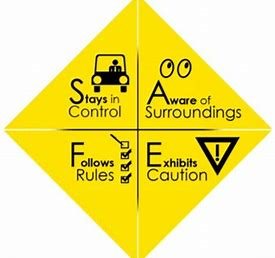 Stays in
Control
Aware of
Surroundings
Follows
Rules
Exhibits
Caution
!